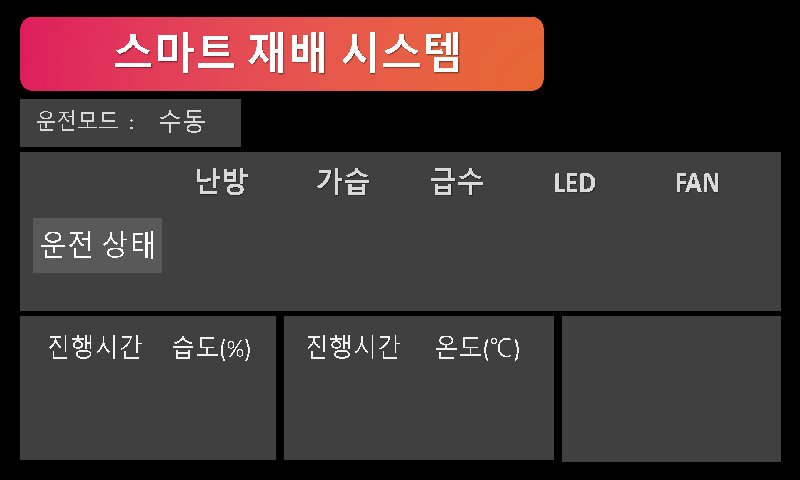 스마트 재배 시스템
운전모드 : 수동
난방 가습 급수 LED FAN
운전 상태
진행시간 습도(%) 진행시간 온도(℃)